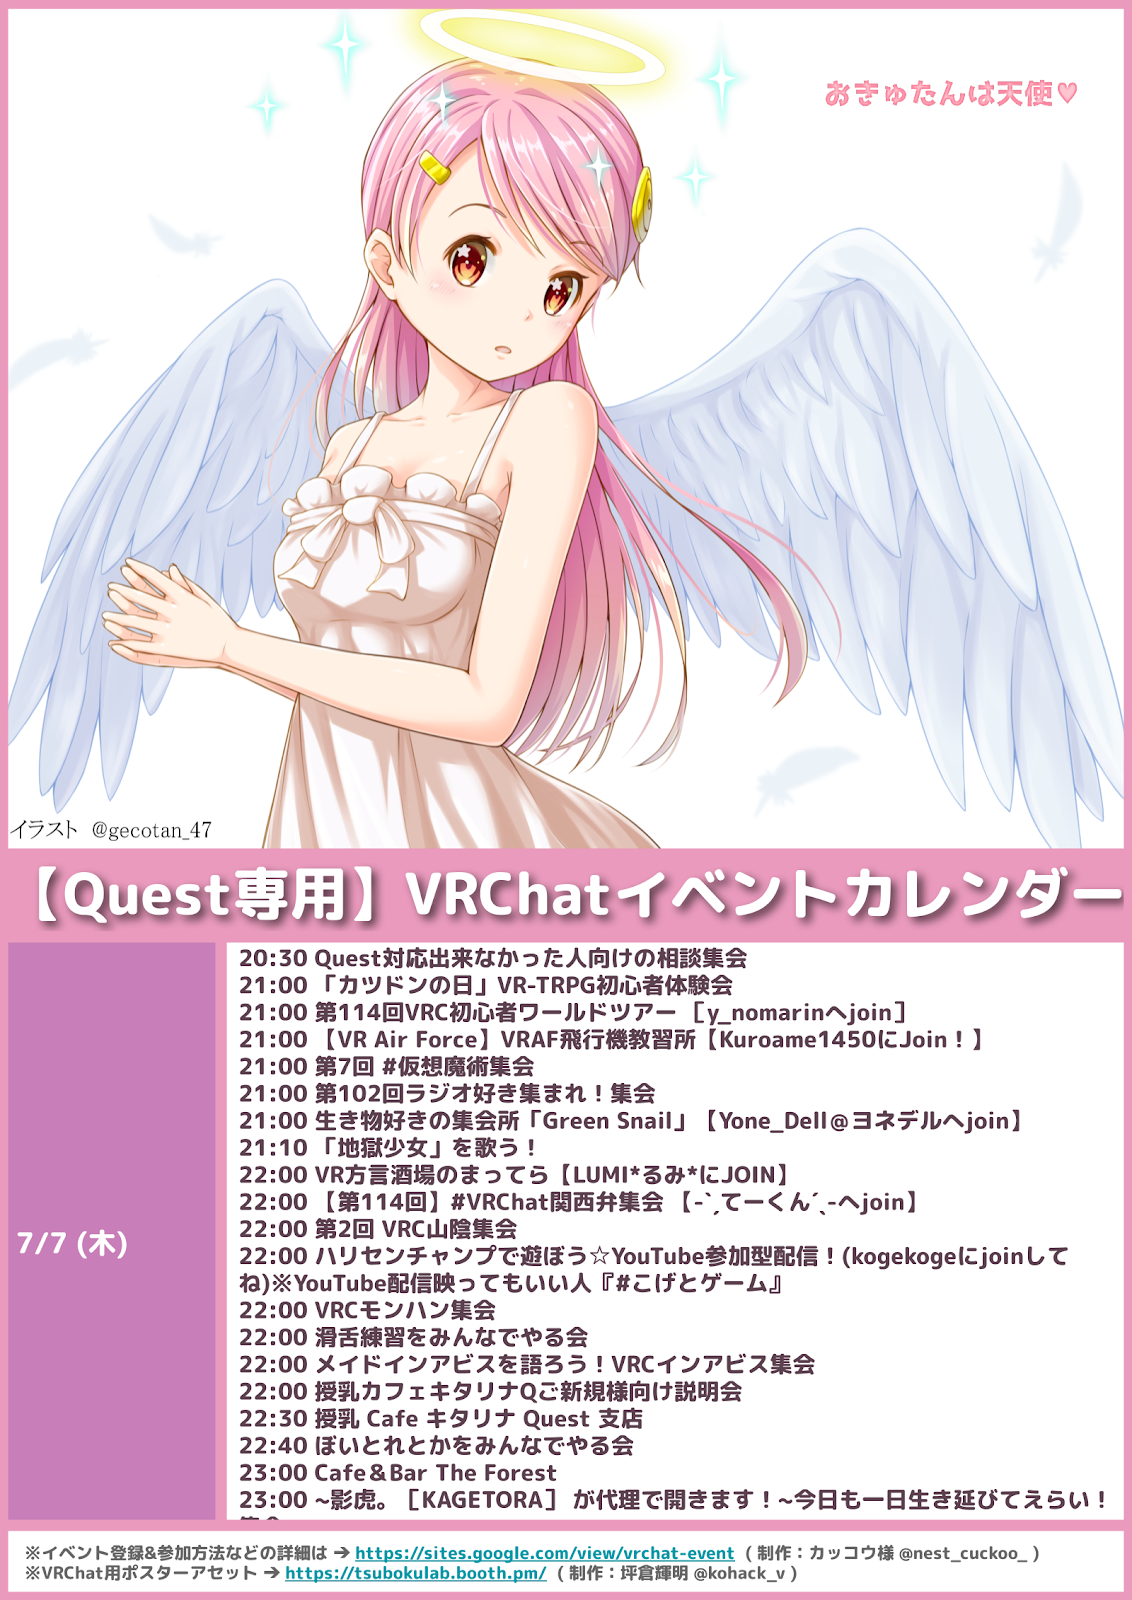 おきゅたんは天使♥
イラスト @gecotan_47
【Quest専用】VRChatイベントカレンダー
7/7 (木)
20:30 Quest対応出来なかった人向けの相談集会
21:00 「カツドンの日」VR-TRPG初心者体験会
21:00 第114回VRC初心者ワールドツアー ［y_nomarinへjoin］
21:00 【VR Air Force】VRAF飛行機教習所【Kuroame1450にJoin！】
21:00 第7回 #仮想魔術集会
21:00 第102回ラジオ好き集まれ！集会
21:00 生き物好きの集会所「Green Snail」【Yone_Dell＠ヨネデルへjoin】
21:10 「地獄少女」を歌う！
22:00 VR方言酒場のまってら【LUMI*るみ*にJOIN】
22:00 【第114回】#VRChat関西弁集会 【-ˋˏてーくんˊˎ-へjoin】
22:00 第2回 VRC山陰集会
22:00 ハリセンチャンプで遊ぼう☆YouTube参加型配信！(kogekogeにjoinして
ね)※YouTube配信映ってもいい人『#こげとゲーム』
22:00 VRCモンハン集会
22:00 滑舌練習をみんなでやる会
22:00 メイドインアビスを語ろう！VRCインアビス集会
22:00 授乳カフェキタリナQご新規様向け説明会
22:30 授乳 Cafe キタリナ Quest 支店
22:40 ぼいとれとかをみんなでやる会
23:00 Cafe＆Bar The Forest
23:00 ~影虎。［KAGETORA］ が代理で開きます！~今日も一日生き延びてえらい！
※イベント登録&参加方法などの詳細は ➔ https://sites.google.com/view/vrchat-event ( 制作：カッコウ様 @nest_cuckoo_ )
※VRChat用ポスターアセット ➔ https://tsubokulab.booth.pm/ ( 制作：坪倉輝明 @kohack_v )